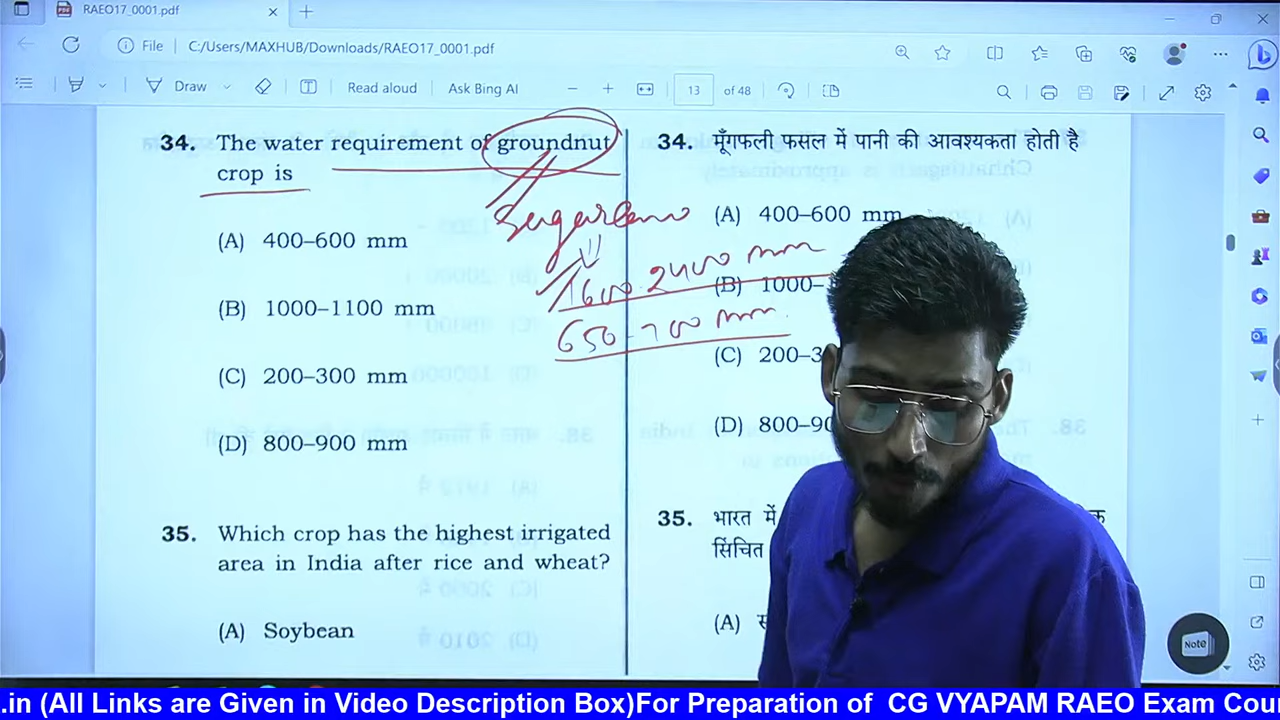 RAEO17_0001.pdf
File C:/Users/MAXHUB/Downloads/RAEO17_0001.pdf
Draw Read aloud Ask Bing AI 13 of 48
34. The water requirement of groundnut
crop is
Sugarcane
1600-2400 mm
650-700 mm.
(A) 400–600 mm
(B) 1000–1100 mm
(C) 200–300 mm
(D) 800–900 mm
35. Which crop has the highest irrigated
area in India after rice and wheat?
(A) Soybean
34. मूँगफली फसल में पानी की आवश्यकता होती है
(A) 400–600 mm
(B) 1000–
(C) 200–3
(D) 800–90
35. भारत में
सिंचित
(A)
Note
.in (All Links are Given in Video Description Box)For Preparation of CG VYAPAM RAEO Exam Cou